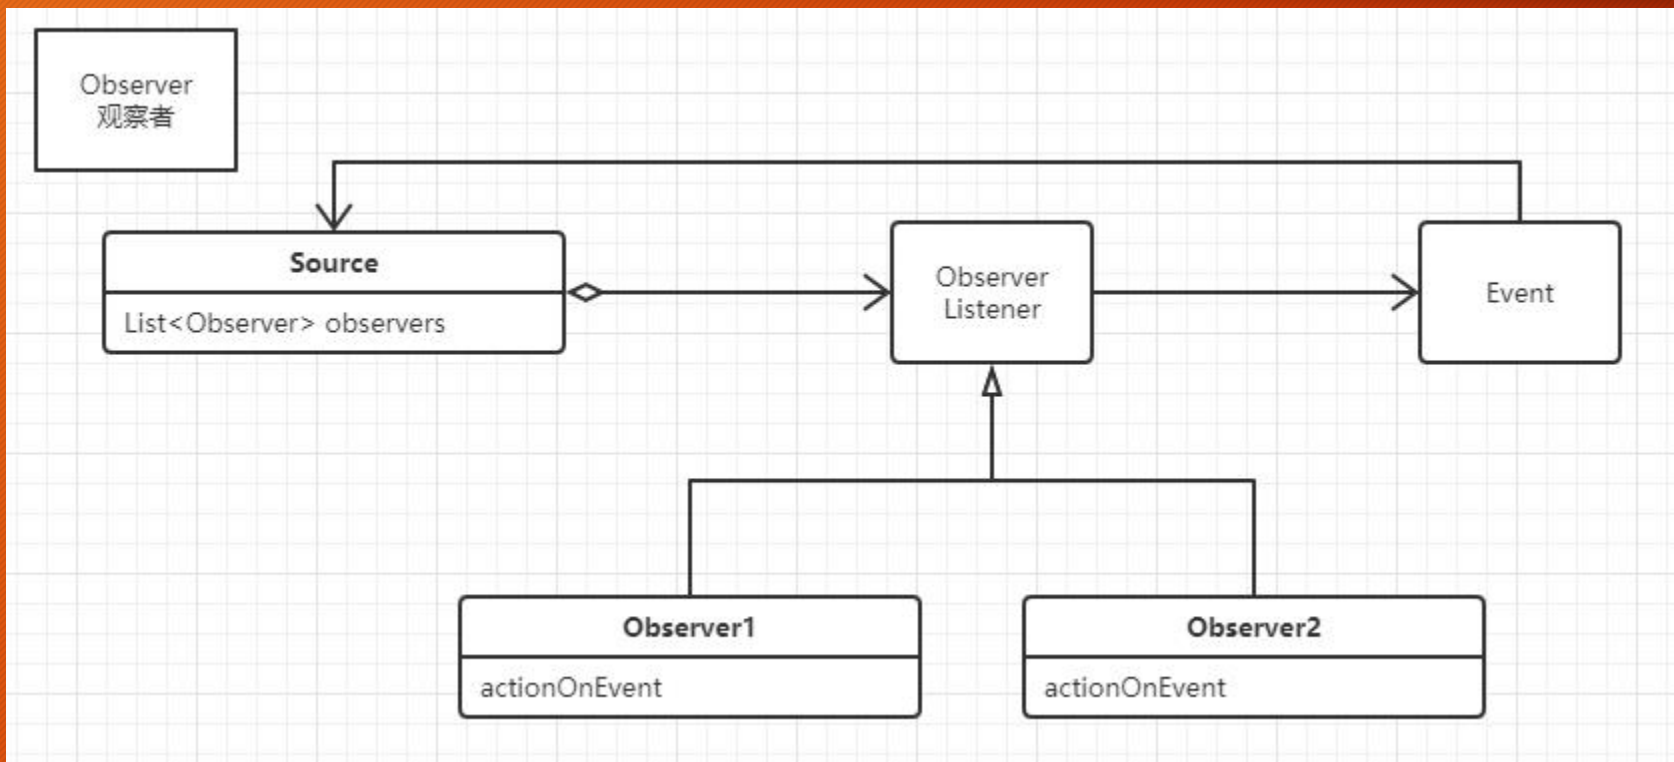 Observer
观察者
Source
List<Observer> observers
Observer
Listener
Event
Observer1
actionOnEvent
Observer2
actionOnEvent